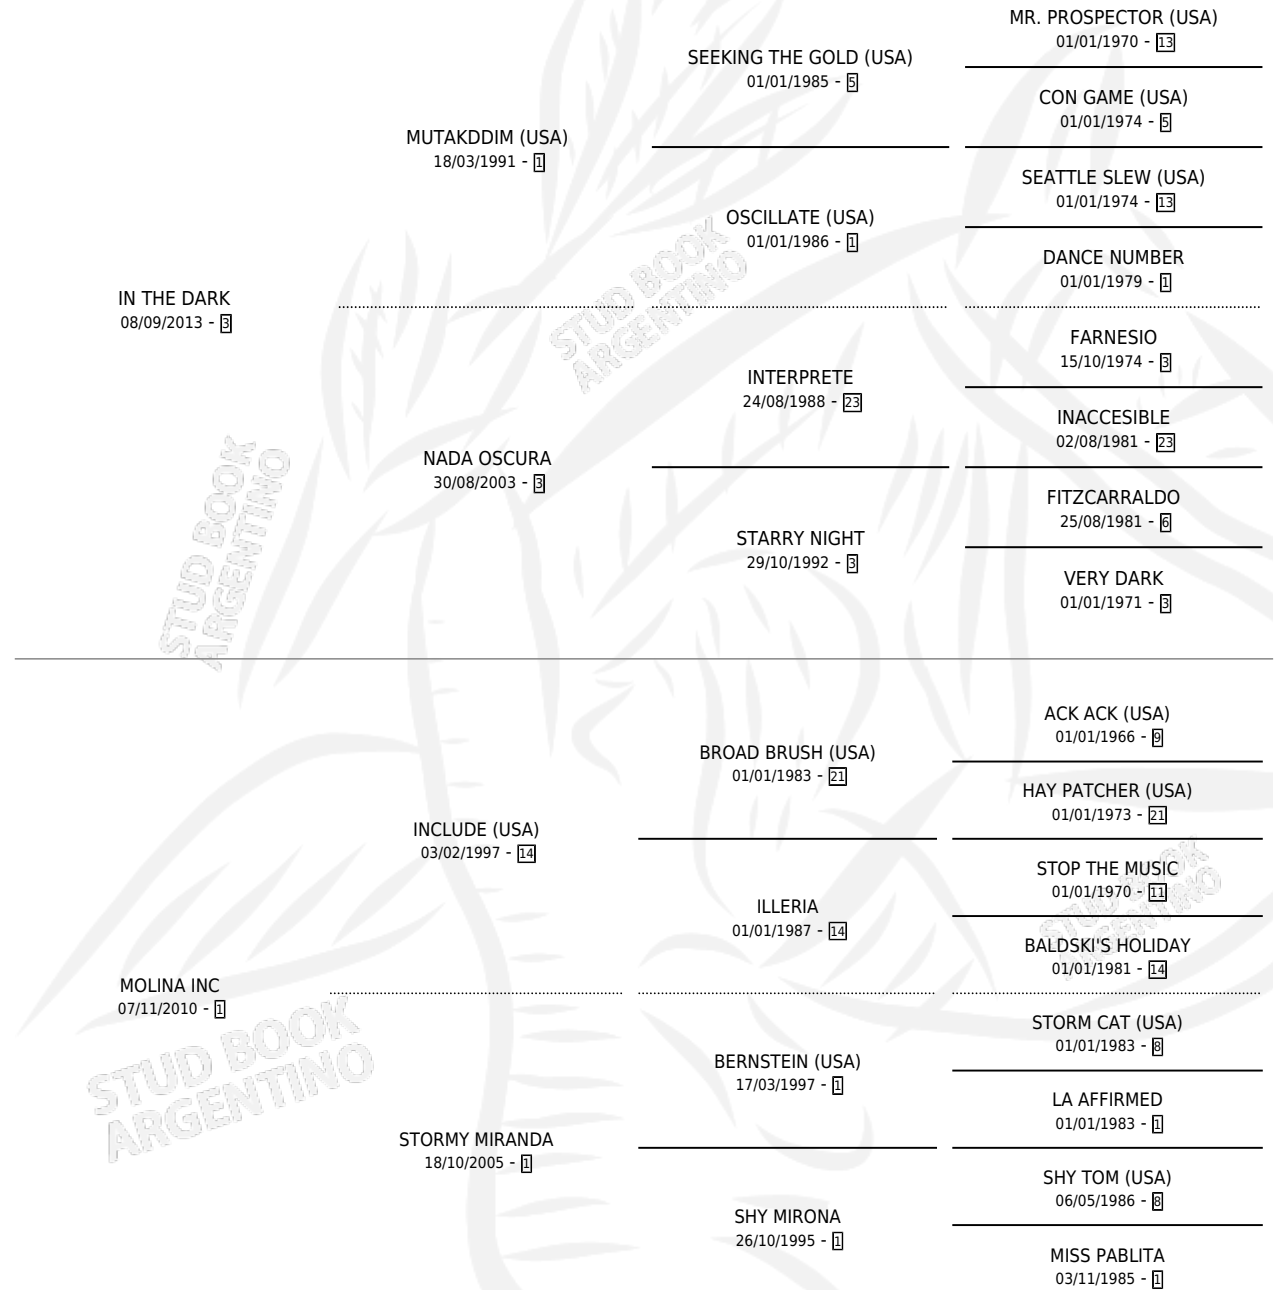 MR. PROSPECTOR (USA)
01/01/1970 - 13
SEEKING THE GOLD (USA)
01/01/1985 - 5
CON GAME (USA)
01/01/1974 - 5
MUTAKDDIM (USA)
18/03/1991 - 1
SEATTLE SLEW (USA)
01/01/1974 - 13
OSCILLATE (USA)
01/01/1986 - 1
DANCE NUMBER
01/01/1979 - 1
IN THE DARK
08/09/2013 - 3
FARNESIO
15/10/1974 - 3
INTERPRETE
24/08/1988 - 23
INACCESIBLE
02/08/1981 - 23
NADA OSCURA
30/08/2003 - 3
FITZCARRALDO
25/08/1981 - 6
STARRY NIGHT
29/10/1992 - 3
VERY DARK
01/01/1971 - 3
STUD BOOK
ARGENTINO
STUD BOOK
ARGENTINO
ACK ACK (USA)
01/01/1966 - 9
BROAD BRUSH (USA)
01/01/1983 - 21
HAY PATCHER (USA)
01/01/1973 - 21
INCLUDE (USA)
03/02/1997 - 14
STOP THE MUSIC
01/01/1970 - 11
ILLERIA
01/01/1987 - 14
BALDSKI'S HOLIDAY
01/01/1981 - 14
MOLINA INC
07/11/2010 - 1
STORM CAT (USA)
01/01/1983 - 8
BERNSTEIN (USA)
17/03/1997 - 1
LA AFFIRMED
01/01/1983 - 1
STORMY MIRANDA
18/10/2005 - 1
SHY TOM (USA)
06/05/1986 - 8
SHY MIRONA
26/10/1995 - 1
MISS PABLITA
03/11/1985 - 1
STUD BOOK
ARGENTINO
STUD BOOK
ARGENTINO